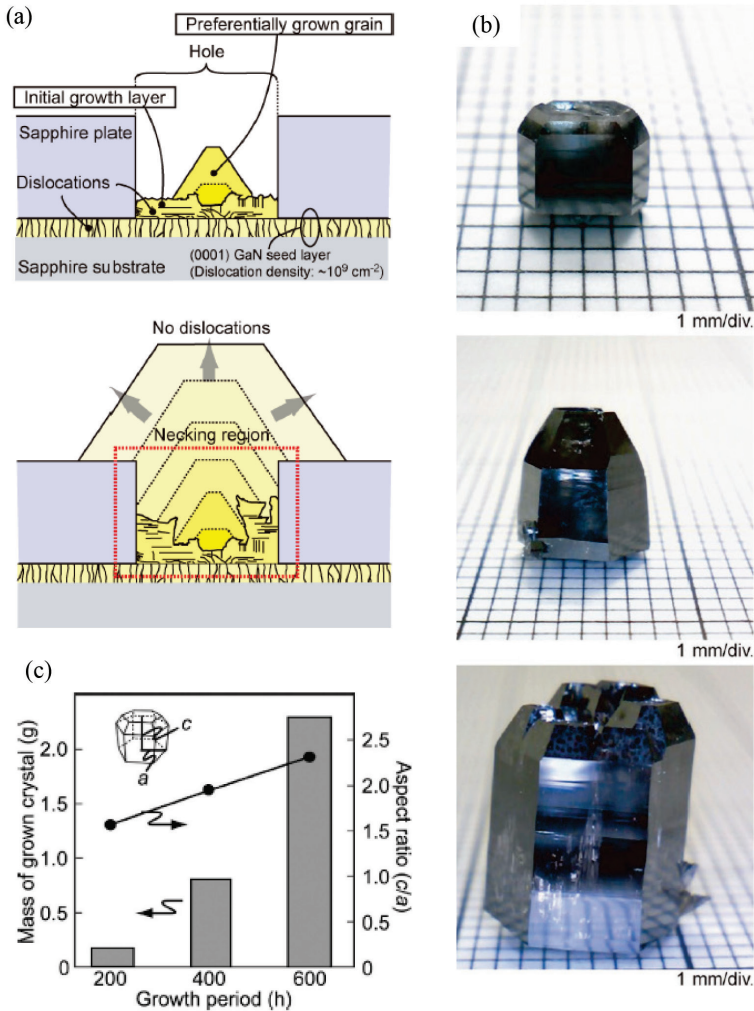 (a)
Preferentially grown grain
Hole
Initial growth layer
Sapphire plate
Dislocations
(0001) GaN seed layer
(Dislocation density: ~10⁹ cm⁻²)
Sapphire substrate
No dislocations
Necking region
(b)
1 mm/div.
1 mm/div.
1 mm/div.
(c)
Mass of grown crystal (g)
2.0
1.5
1.0
0.5
0
c
a
2.5
2.0
1.5
1.0
0.5
0
Aspect ratio (c/a)
200 400 600
Growth period (h)